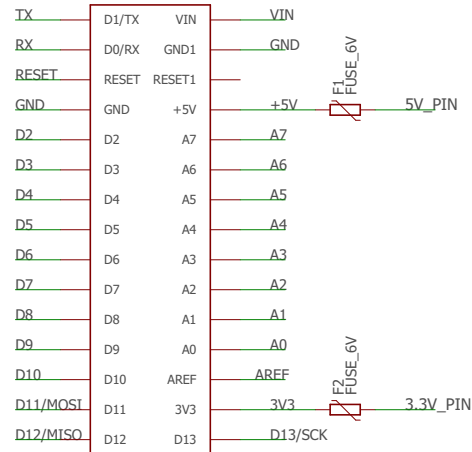 TX D1/TX VIN VIN
RX D0/RX GND1 GND
RESET RESET RESET1
GND GND +5V +5V F1 FUSE_6V 5V_PIN
D2 D2 A7 A7
D3 D3 A6 A6
D4 D4 A5 A5
D5 D5 A4 A4
D6 D6 A3 A3
D7 D7 A2 A2
D8 D8 A1 A1
D9 D9 A0 A0
D10 D10 AREF AREF
D11/MOSI D11 3V3 3V3 F2 FUSE_6V 3.3V_PIN
D12/MISO D12 D13 D13/SCK